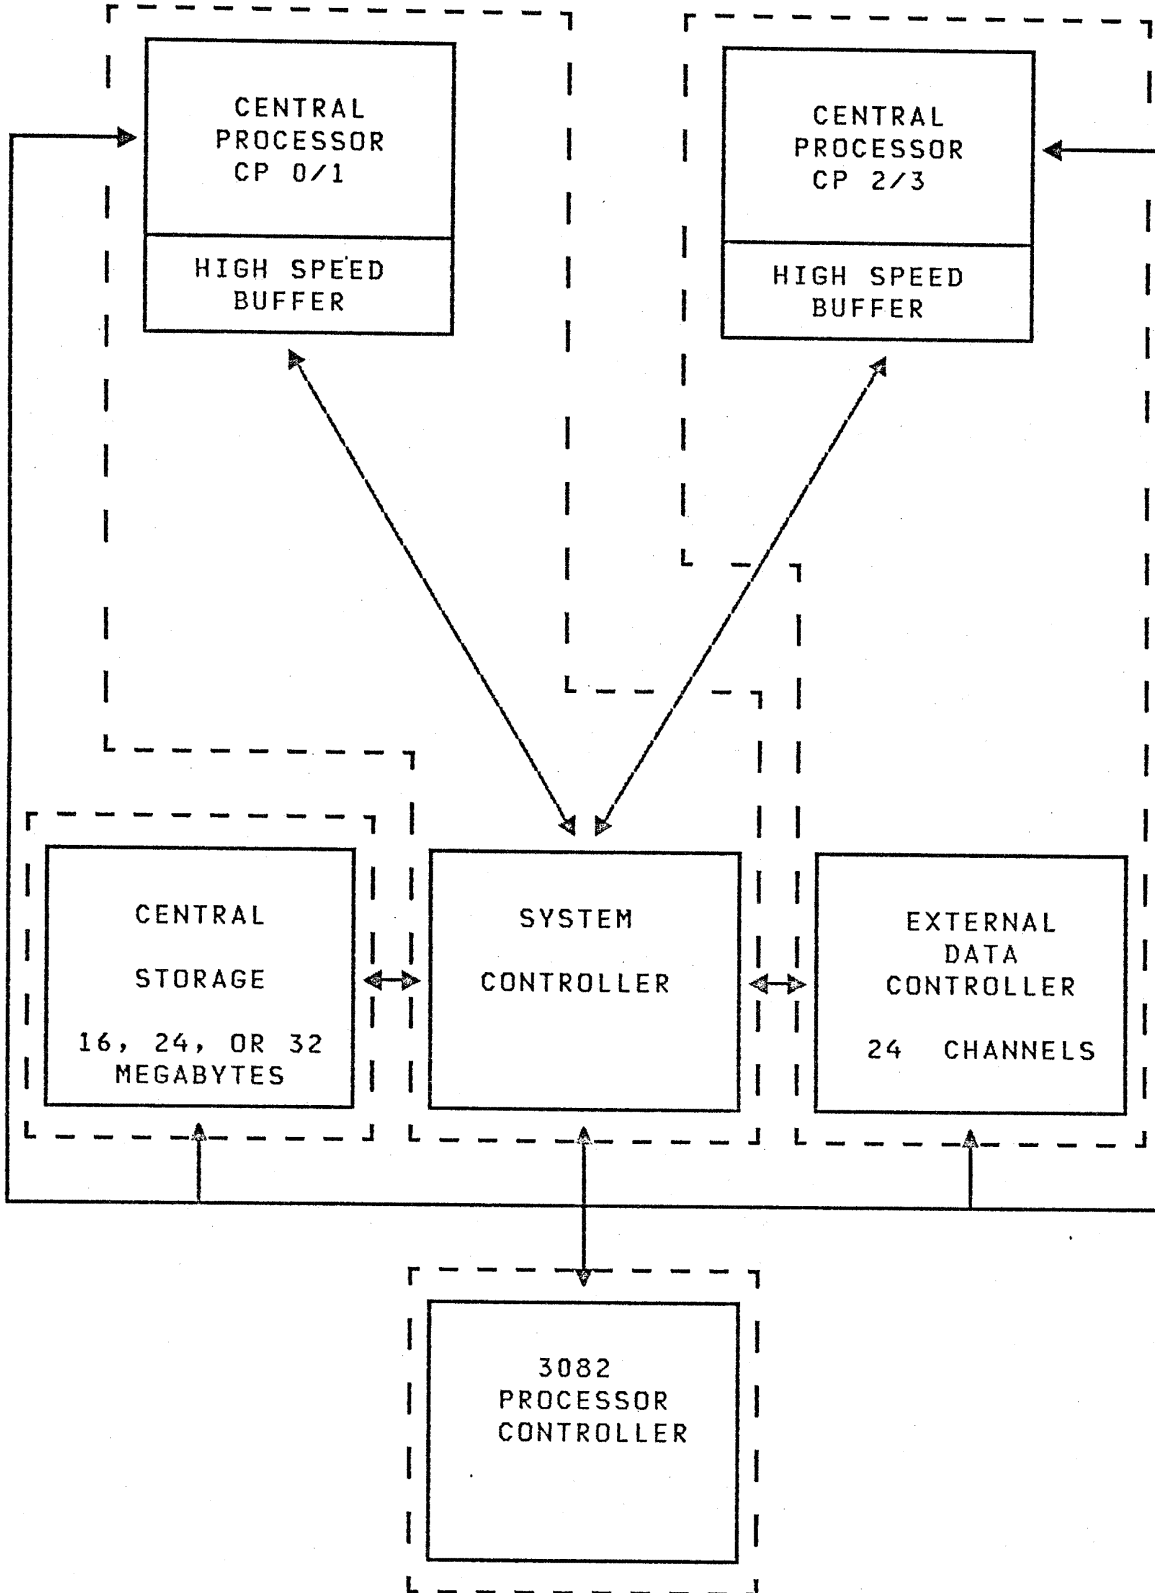 CENTRAL
PROCESSOR
CP 0/1
HIGH SPEED
BUFFER
CENTRAL
PROCESSOR
CP 2/3
HIGH SPEED
BUFFER
CENTRAL
STORAGE
16, 24, OR 32
MEGABYTES
SYSTEM
CONTROLLER
EXTERNAL
DATA
CONTROLLER
24 CHANNELS
3082
PROCESSOR
CONTROLLER